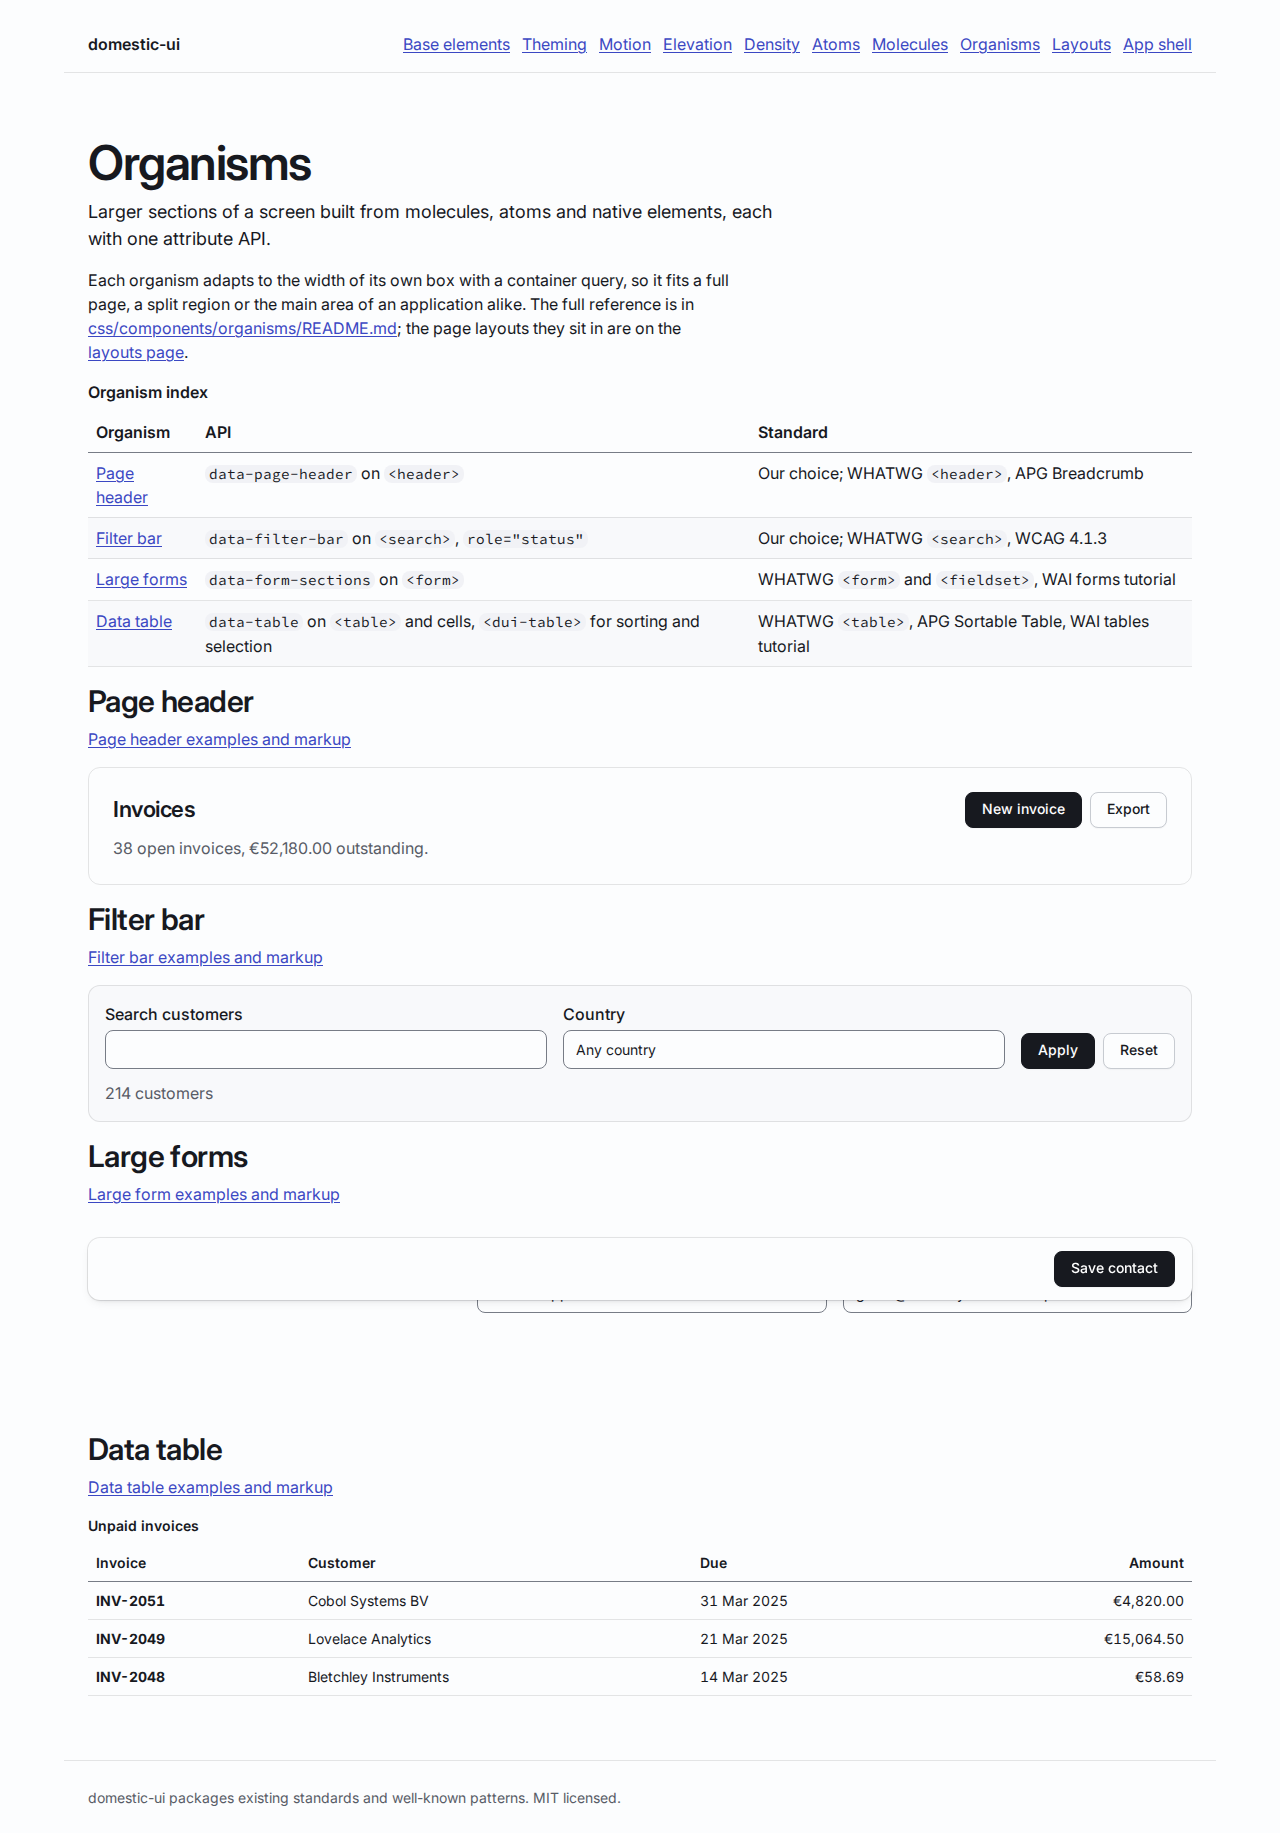 domestic-ui
Base elements Theming Motion Elevation Density Atoms Molecules Organisms Layouts App shell
Organisms
Larger sections of a screen built from molecules, atoms and native elements, each
with one attribute API.
Each organism adapts to the width of its own box with a container query, so it fits a full
page, a split region or the main area of an application alike. The full reference is in
css/components/organisms/README.md; the page layouts they sit in are on the
layouts page.
Organism index
Organism API Standard
Page
header
data-page-header on <header>
Our choice; WHATWG <header>, APG Breadcrumb
Filter bar data-filter-bar on <search>, role="status" Our choice; WHATWG <search>, WCAG 4.1.3
Large forms data-form-sections on <form> WHATWG <form> and <fieldset>, WAI forms tutorial
Data table
data-table on <table> and cells, <dui-table> for sorting and
selection
WHATWG <table>, APG Sortable Table, WAI tables
tutorial
Page header
Page header examples and markup
Invoices
New invoice Export
38 open invoices, €52,180.00 outstanding.
Filter bar
Filter bar examples and markup
Search customers Country
Any country Apply Reset
214 customers
Large forms
Large form examples and markup
Save contact
Data table
Data table examples and markup
Unpaid invoices
Invoice Customer Due Amount
INV-2051 Cobol Systems BV 31 Mar 2025 €4,820.00
INV-2049 Lovelace Analytics 21 Mar 2025 €15,064.50
INV-2048 Bletchley Instruments 14 Mar 2025 €58.69
domestic-ui packages existing standards and well-known patterns. MIT licensed.